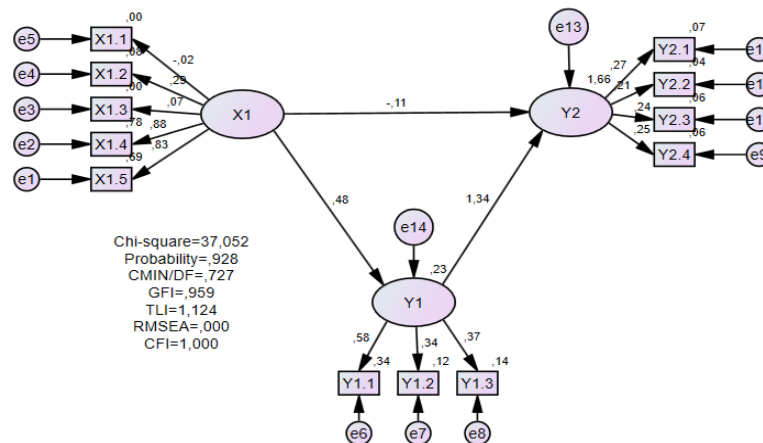 ,00
e5 X1.1 -,02
,08
e4 X1.2 ,29
,00
e3 X1.3 ,07
,78 ,88
e2 X1.4 ,83
,69
e1 X1.5
X1
-,11
e13
1,66
Y2
,27 ,07
Y2.1 e1
,21 ,04
Y2.2 e1
,24 ,06
Y2.3 e1
,25 ,06
Y2.4 e9
,48
1,34
e14
,23
Y1
Chi-square=37,052
Probability=,928
CMIN/DF=,727
GFI=,959
TLI=1,124
RMSEA=,000
CFI=1,000
,58 ,34 ,37
,34 ,12 ,14
Y1.1 Y1.2 Y1.3
e6 e7 e8